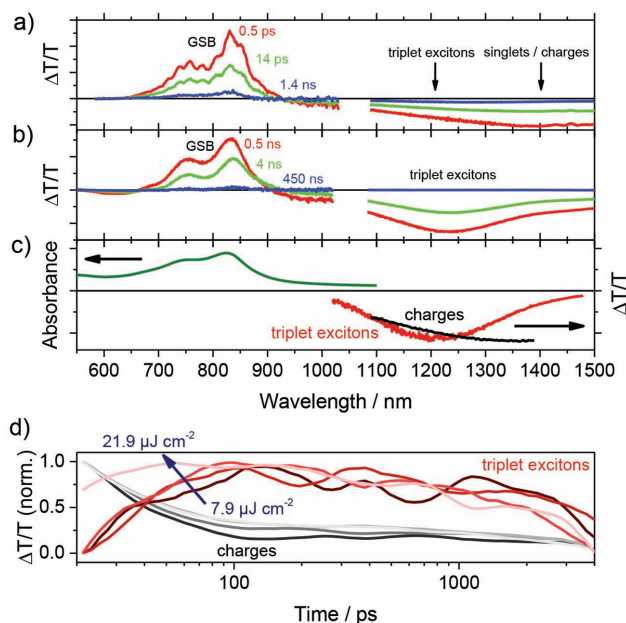 a)
ΔT/T
GSB
0.5 ps
14 ps
1.4 ns
triplet excitons
singlets / charges
b)
ΔT/T
GSB
0.5 ns
4 ns
450 ns
triplet excitons
c)
Absorbance
ΔT/T
charges
triplet excitons
600 700 800 900 1000 1100 1200 1300 1400 1500
Wavelength / nm
d)
ΔT/T (norm.)
1.0
0.5
0.0
21.9 µJ cm⁻²
7.9 µJ cm⁻²
triplet excitons
charges
100 1000
Time / ps